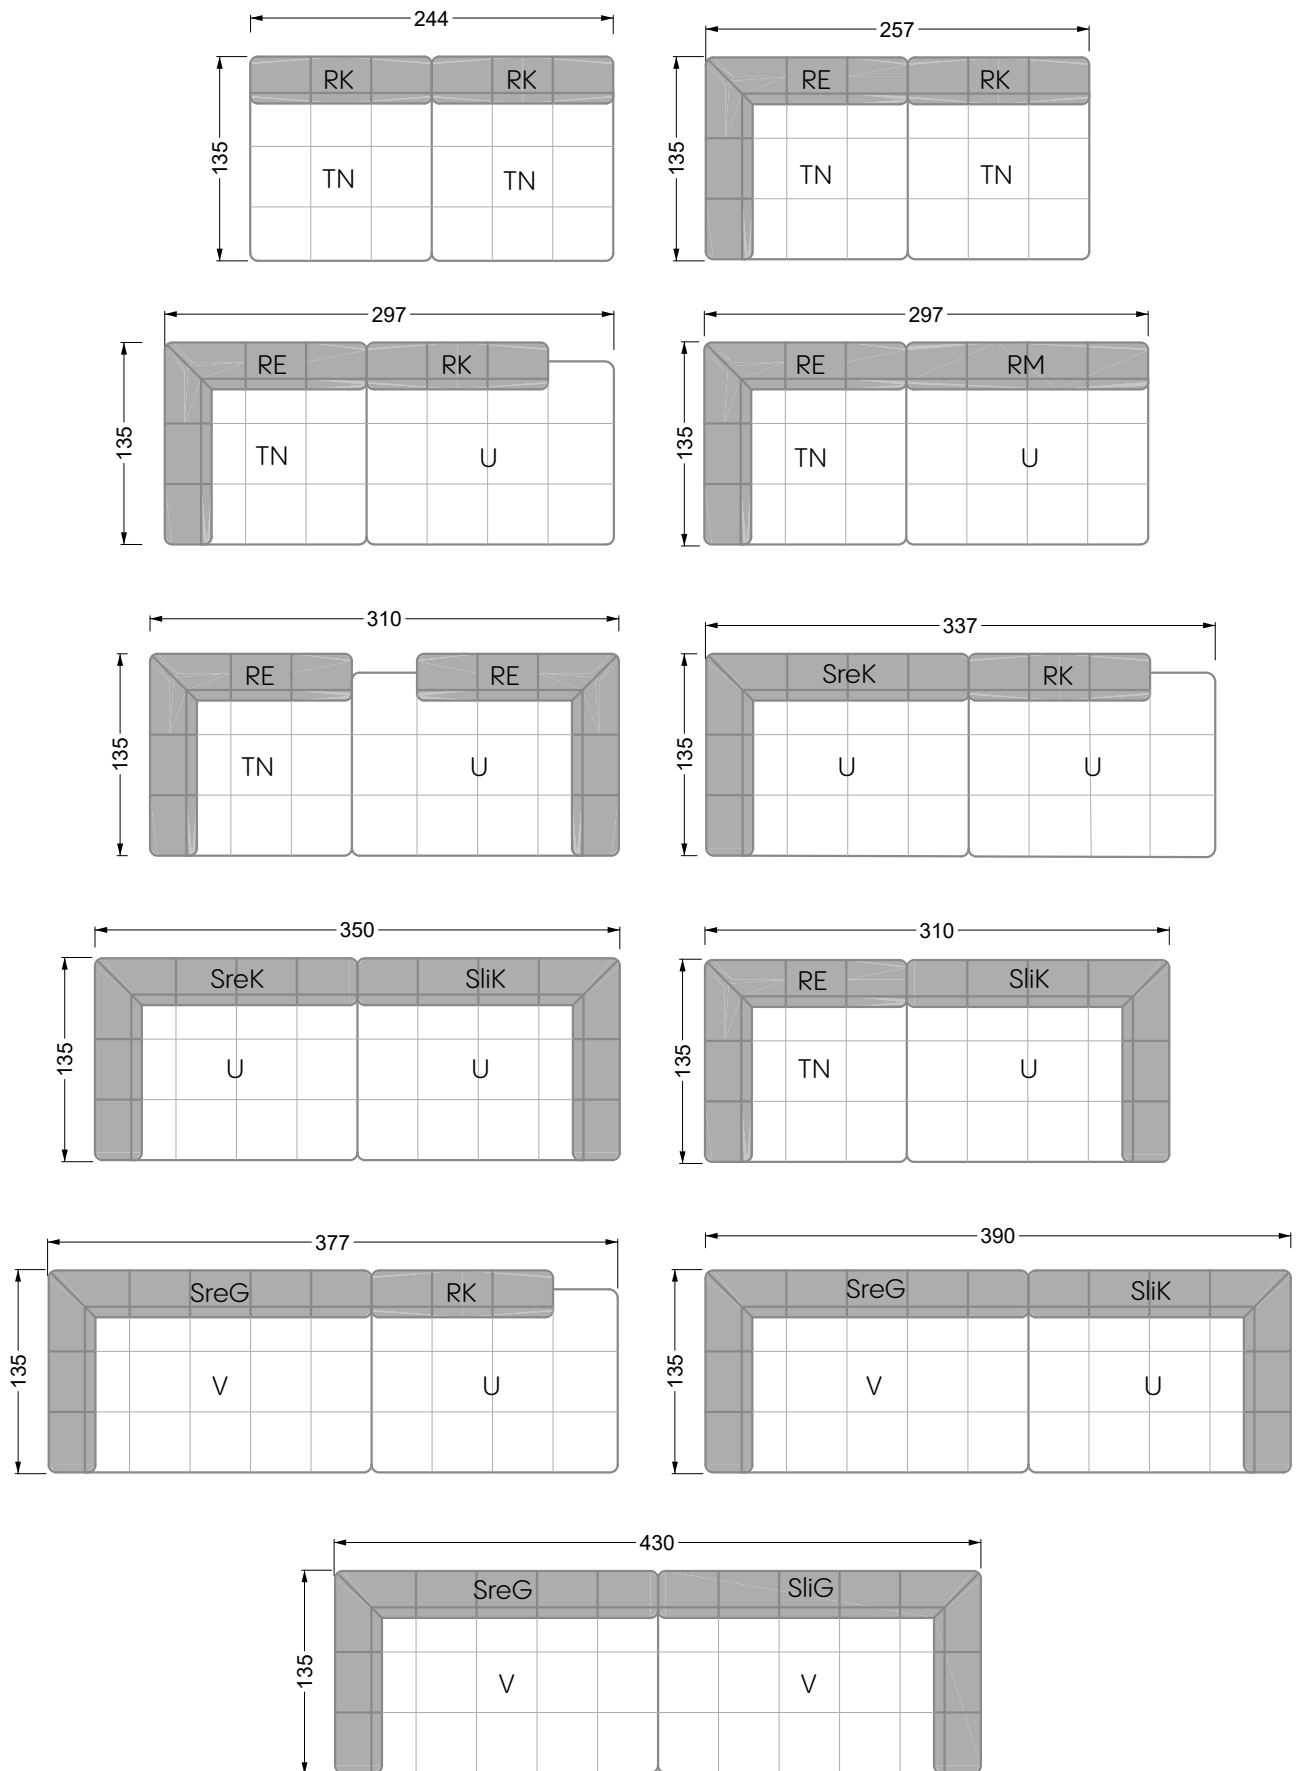 244
135
RK RK
TN TN
257
135
RE RK
TN TN
297
135
RE RK
TN U
297
135
RE RM
TN U
310
135
RE RE
TN U
337
135
SreK RK
U U
350
135
SreK SliK
U U
310
135
RE SliK
TN U
377
135
SreG RK
V U
390
135
SreG SliK
V U
430
135
SreG SliG
V V